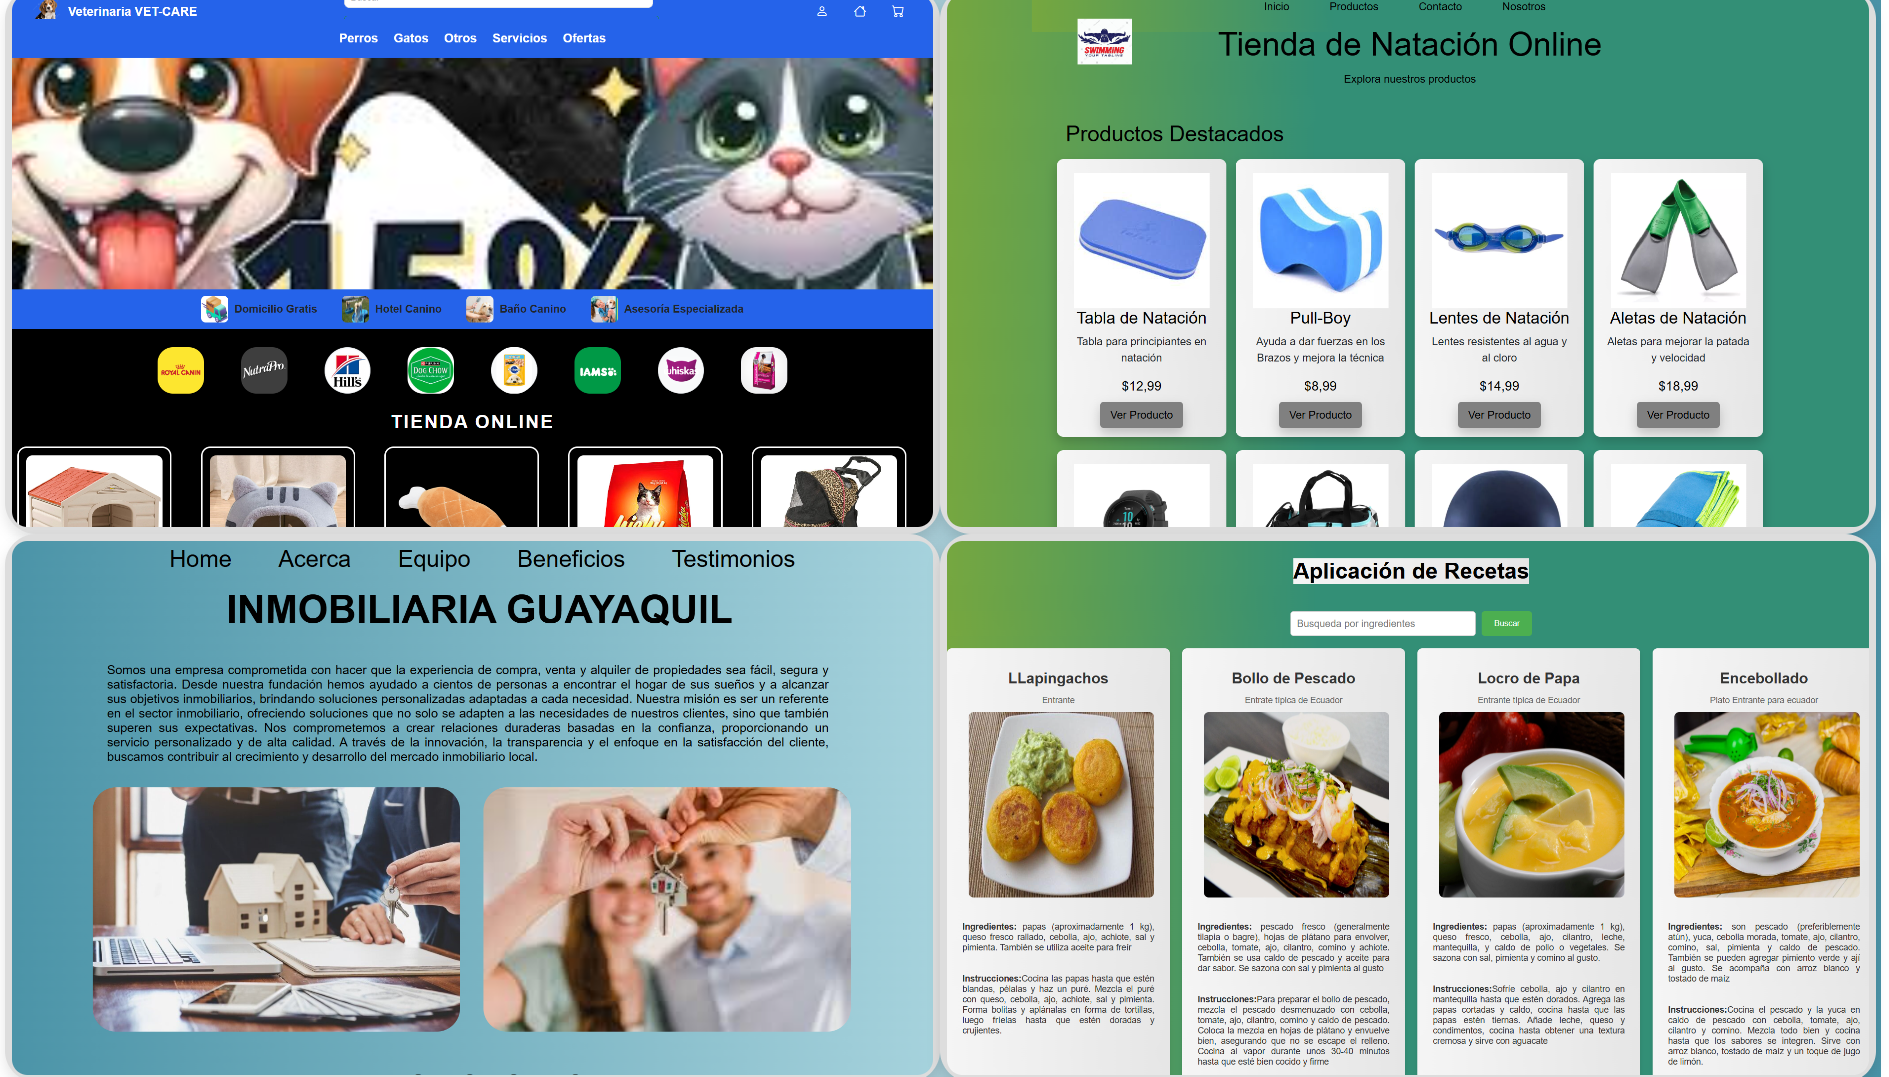 Veterinaria VET-CARE
Perros Gatos Otros Servicios Ofertas
15%
Domicilio Gratis Hotel Canino Baño Canino Asesoría Especializada
ROYAL CANIN NutraPro Hill's DOG CHOW IAMS whiskas
TIENDA ONLINE
Inicio Productos Contacto Nosotros
SWIMMING
YOUR TAGLINE
Tienda de Natación Online
Explora nuestros productos
Productos Destacados
Tabla de Natación
Tabla para principiantes en
natación
$12,99
Ver Producto
Pull-Boy
Ayuda a dar fuerzas en los
Brazos y mejora la técnica
$8,99
Ver Producto
Lentes de Natación
Lentes resistentes al agua y
al cloro
$14,99
Ver Producto
Aletas de Natación
Aletas para mejorar la patada
y velocidad
$18,99
Ver Producto
Home Acerca Equipo Beneficios Testimonios
INMOBILIARIA GUAYAQUIL
Somos una empresa comprometida con hacer que la experiencia de compra, venta y alquiler de propiedades sea fácil, segura y
satisfactoria. Desde nuestra fundación hemos ayudado a cientos de personas a encontrar el hogar de sus sueños y a alcanzar
sus objetivos inmobiliarios, brindando soluciones personalizadas adaptadas a cada necesidad. Nuestra misión es ser un referente
en el sector inmobiliario, ofreciendo soluciones que no solo se adapten a las necesidades de nuestros clientes, sino que también
superen sus expectativas. Nos comprometemos a crear relaciones duraderas basadas en la confianza, proporcionando un
servicio personalizado y de alta calidad. A través de la innovación, la transparencia y el enfoque en la satisfacción del cliente,
buscamos contribuir al crecimiento y desarrollo del mercado inmobiliario local.
Aplicación de Recetas
Busqueda por ingredientes Buscar
LLapingachos
Entrante
Ingredientes: papas (aproximadamente 1 kg),
queso fresco rallado, cebolla, ajo, achiote, sal y
pimienta. También se utiliza aceite para freír
Instrucciones:Cocina las papas hasta que estén
blandas, pélalas y haz un puré. Mezcla el puré
con queso, cebolla, ajo, achiote, sal y pimienta.
Forma bolitas y aplánalas en forma de tortillas,
luego fríelas hasta que estén doradas y
crujientes.
Bollo de Pescado
Entrate típica de Ecuador
Ingredientes: pescado fresco (generalmente
tilapia o bagre), hojas de plátano para envolver,
cebolla, tomate, ajo, cilantro, comino y achiote.
También se usa caldo de pescado y aceite para
dar sabor. Se sazona con sal y pimienta al gusto
Instrucciones:Para preparar el bollo de pescado,
mezcla el pescado desmenuzado con cebolla,
tomate, ajo, cilantro, comino y caldo de pescado.
Coloca la mezcla en hojas de plátano y envuelve
bien, asegurando que no se escape el relleno.
Cocina al vapor durante unos 30-40 minutos
hasta que esté bien cocido y firme
Locro de Papa
Entrante típica de Ecuador
Ingredientes: papas (aproximadamente 1 kg),
queso fresco, cebolla, ajo, cilantro, leche,
mantequilla, y caldo de pollo o vegetales. Se
sazona con sal, pimienta y comino al gusto.
Instrucciones:Sofríe cebolla, ajo y cilantro en
mantequilla hasta que estén dorados. Agrega las
papas cortadas y caldo, cocina hasta que las
papas estén tiernas. Añade leche, queso y
condimentos, cocina hasta obtener una textura
cremosa y sirve con aguacate
Encebollado
Plato Entrante para ecuador
Ingredientes: son pescado (preferiblemente
atún), yuca, cebolla morada, tomate, ajo, cilantro,
comino, sal, pimienta y caldo de pescado.
También se pueden agregar pimiento verde y ají
al gusto. Se acompaña con arroz blanco y
tostado de maíz
Instrucciones:Cocina el pescado y la yuca en
caldo de pescado con cebolla, tomate, ajo,
cilantro y comino. Mezcla todo bien y cocina
hasta que los sabores se integren. Sirve con
arroz blanco, tostado de maíz y un toque de jugo
de limón.